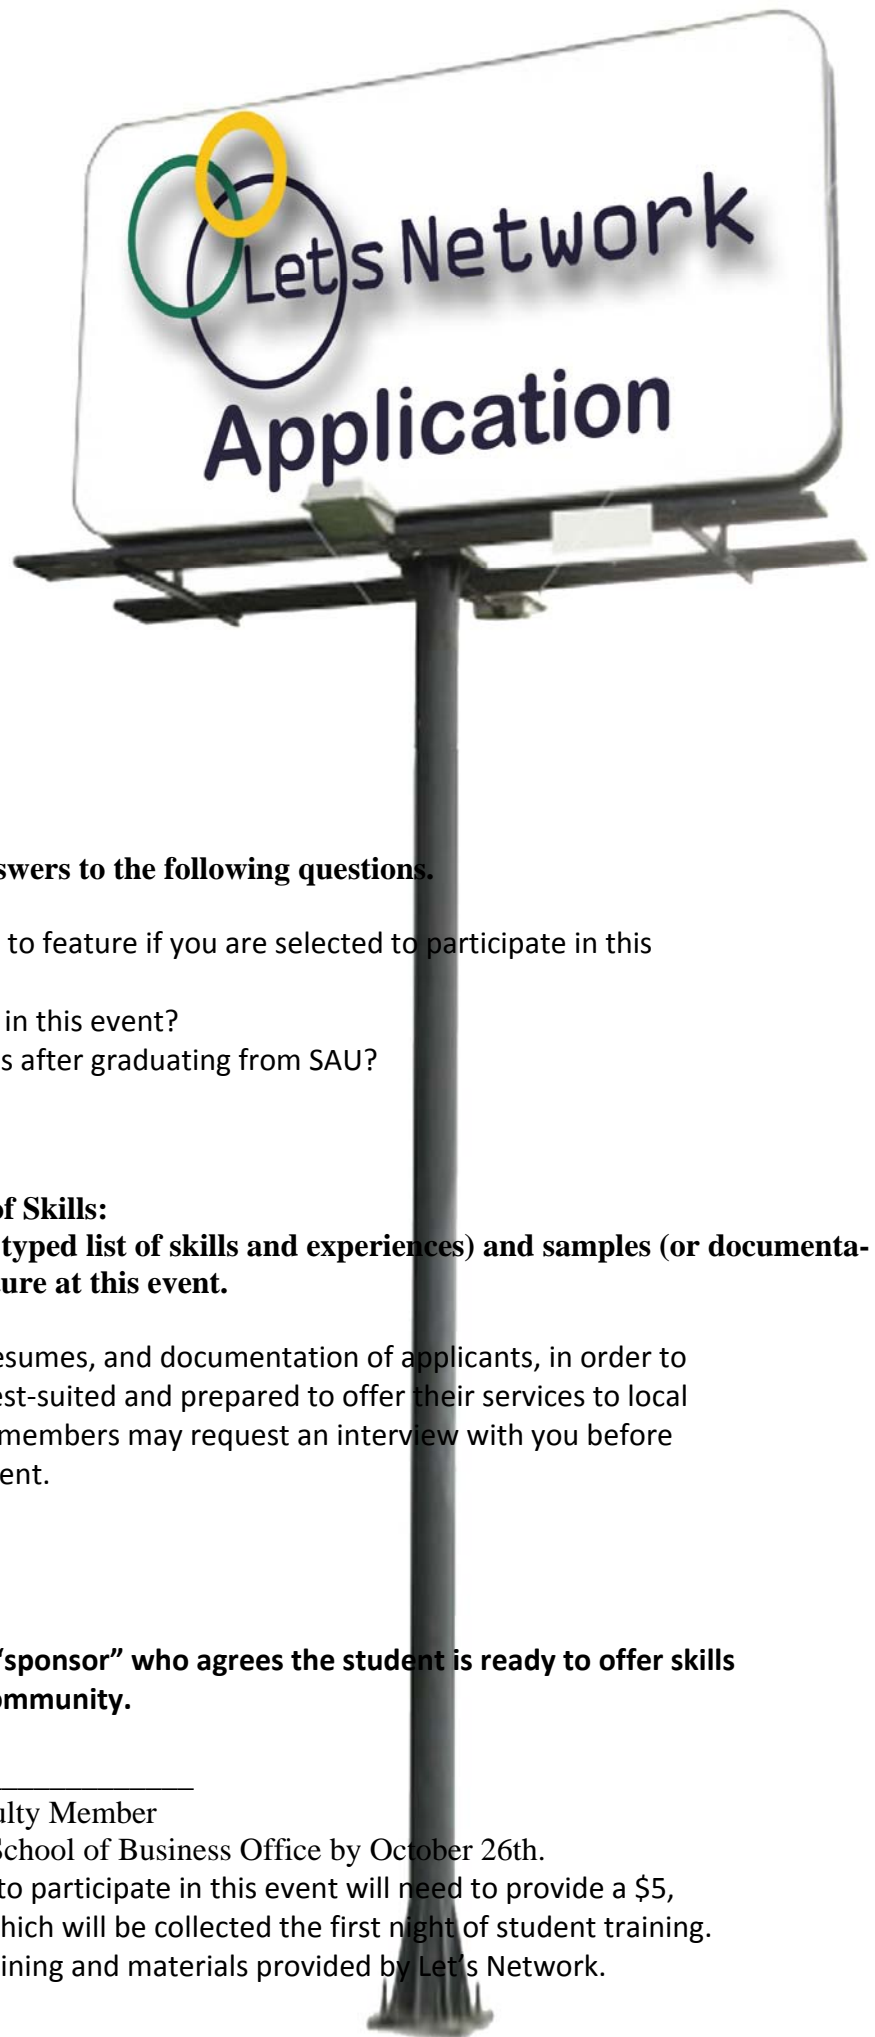 Let's Network
Application
swers to the following questions.
to feature if you are selected to participate in this
in this event?
s after graduating from SAU?
of Skills:
typed list of skills and experiences) and samples (or documenta-
ture at this event.
esumes, and documentation of applicants, in order to
est-suited and prepared to offer their services to local
members may request an interview with you before
ent.
“sponsor” who agrees the student is ready to offer skills
ommunity.
_____________
ulty Member
School of Business Office by October 26th.
to participate in this event will need to provide a $5,
hich will be collected the first night of student training.
ining and materials provided by Let’s Network.